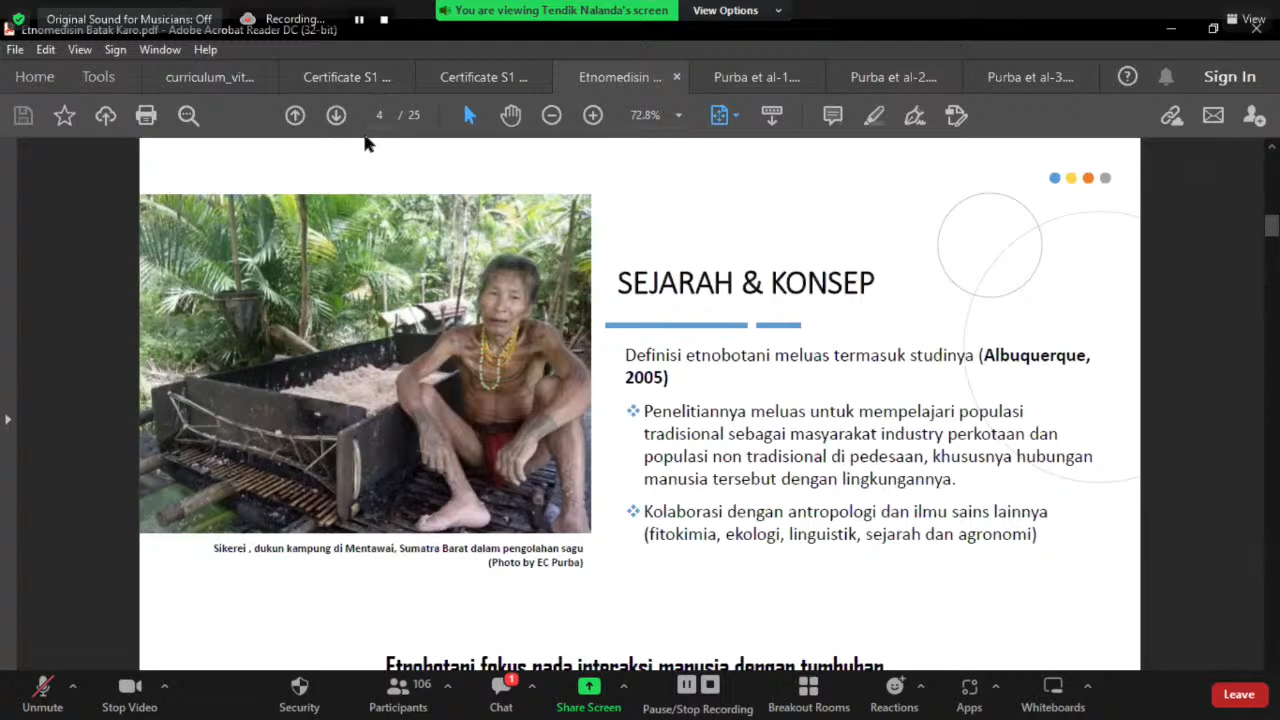 Original Sound for Musicians: Off
Recording...
You are viewing Tendik Nalanda's screen
View Options
View
Etnomedisin Batak Karo.pdf - Adobe Acrobat Reader DC (32-bit)
File Edit View Sign Window Help
Home Tools curriculum_vit... Certificate S1 ... Certificate S1 ... Etnomedisin ... Purba et al-1.... Purba et al-2.... Purba et al-3.... Sign In
4 / 25 72.8%
SEJARAH & KONSEP
Definisi etnobotani meluas termasuk studinya (Albuquerque,
2005)
Penelitiannya meluas untuk mempelajari populasi
tradisional sebagai masyarakat industry perkotaan dan
populasi non tradisional di pedesaan, khususnya hubungan
manusia tersebut dengan lingkungannya.
Kolaborasi dengan antropologi dan ilmu sains lainnya
(fitokimia, ekologi, linguistik, sejarah dan agronomi)
Sikerei , dukun kampung di Mentawai, Sumatra Barat dalam pengolahan sagu
(Photo by EC Purba)
Etnobotani fokus pada interaksi manusia dengan tumbuhan
Unmute Stop Video Security Participants 106 Chat 1 Share Screen Pause/Stop Recording Breakout Rooms Reactions Apps Whiteboards Leave